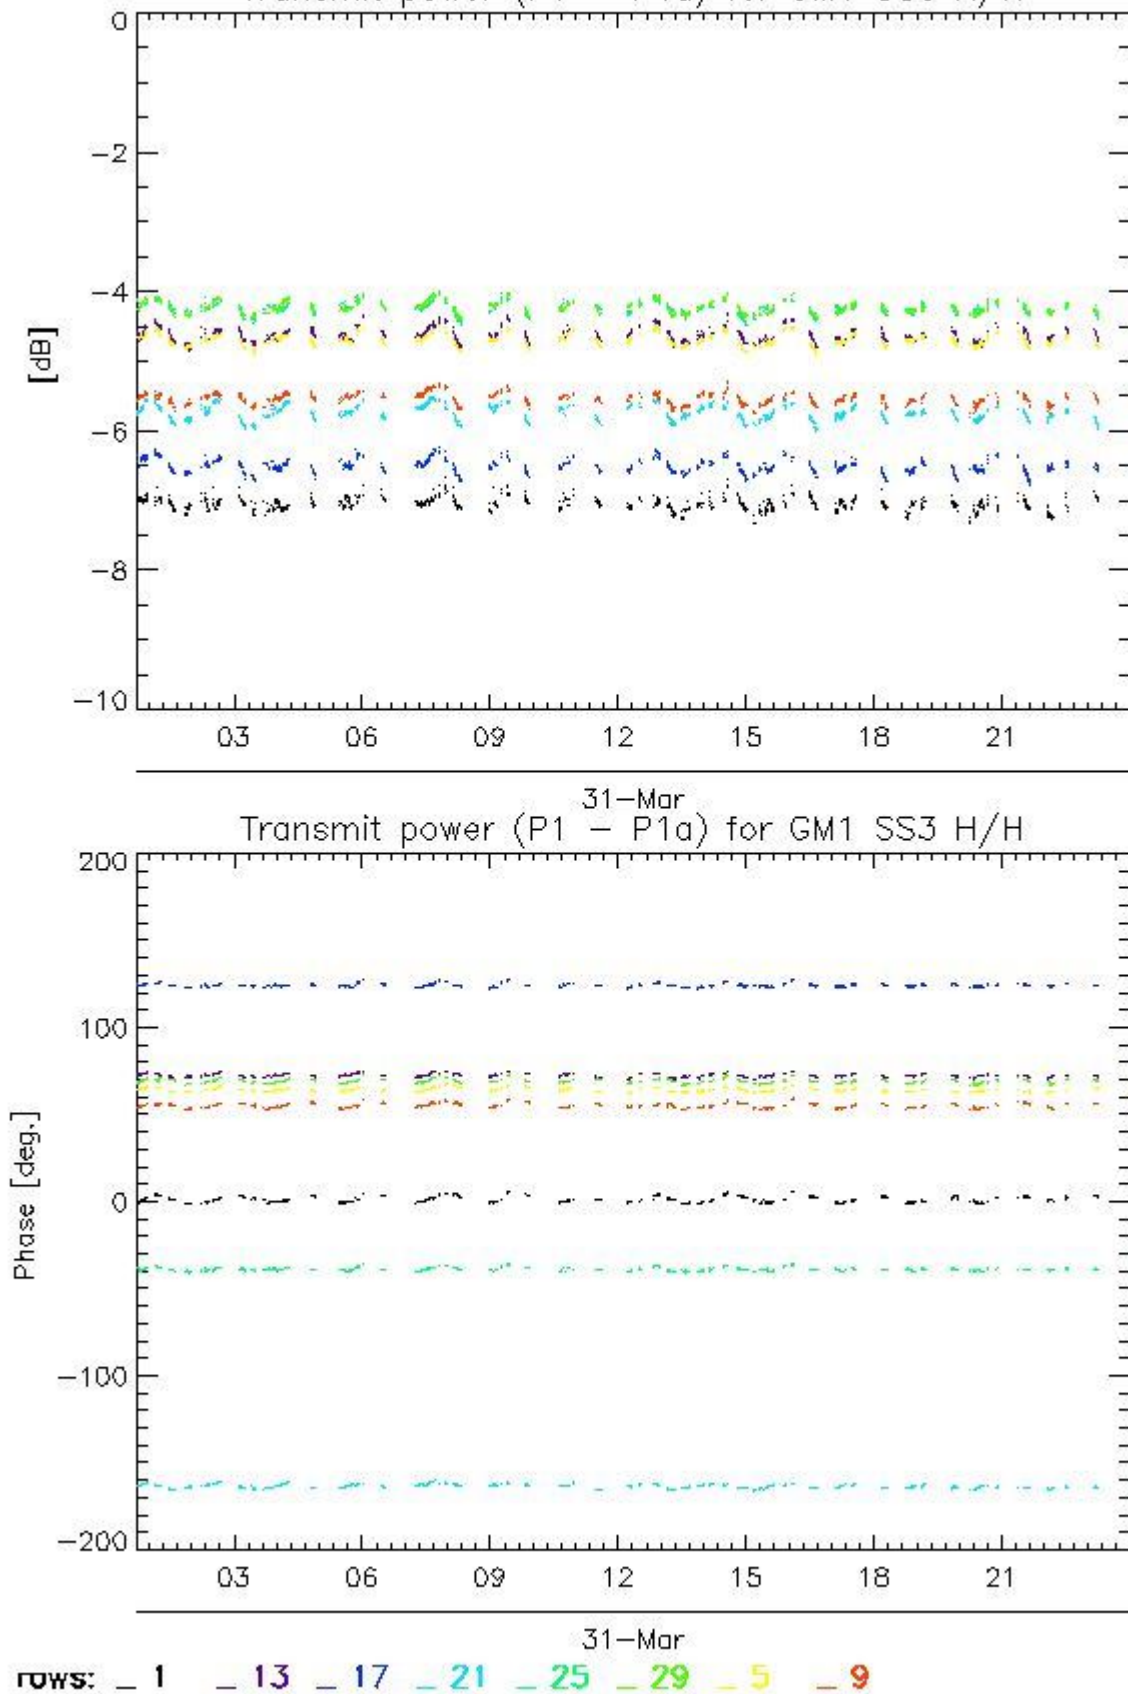 0
−2
−4
[dB]
−6
−8
−10
03 06 09 12 15 18 21
31−Mar
Transmit power (P1 − P1a) for GM1 SS3 H/H
200
100
Phase [deg.]
0
−100
−200
03 06 09 12 15 18 21
31−Mar
rows: _ 1 _ 13 _ 17 _ 21 _ 25 _ 29 _ 5 _ 9